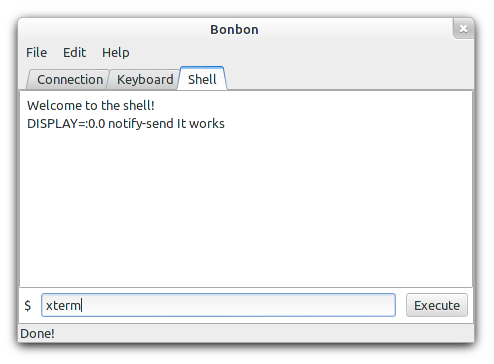 Bonbon
File Edit Help
Connection Keyboard Shell
Welcome to the shell!
DISPLAY=:0.0 notify-send It works
$ xterm Execute
Done!